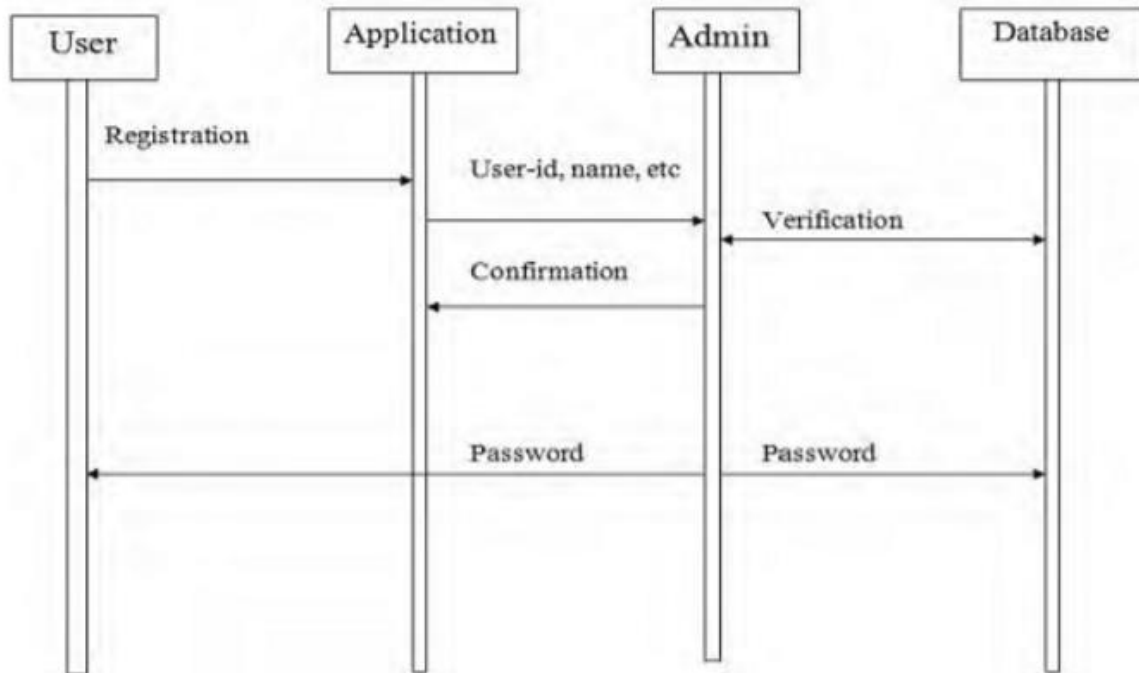 User
Application
Admin
Database
Registration
User-id, name, etc
Verification
Confirmation
Password
Password